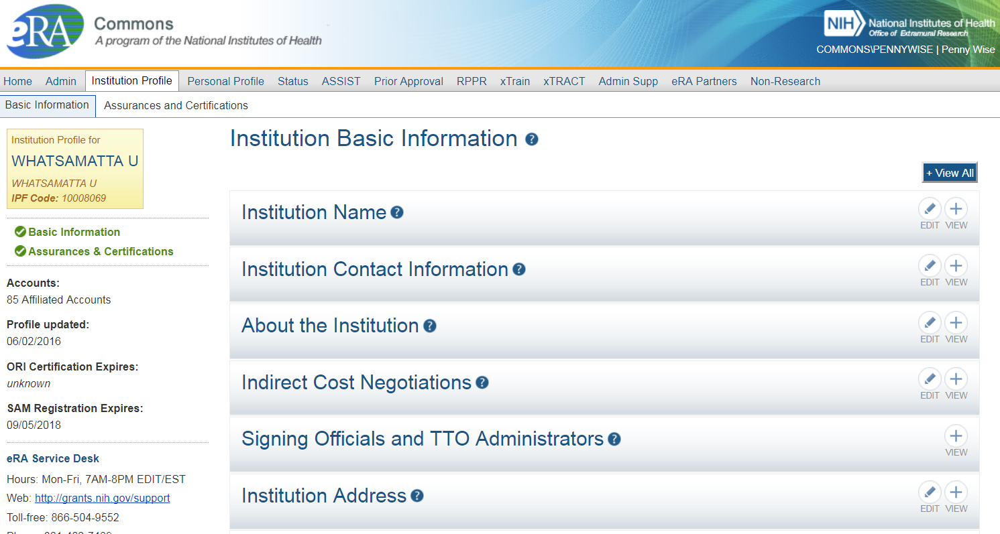 eRA
Commons
A program of the National Institutes of Health
NIH
National Institutes of Health
Office of Extramural Research
COMMONS\PENNYWISE | Penny Wise
Home Admin Institution Profile Personal Profile Status ASSIST Prior Approval RPPR xTrain xTRACT Admin Supp eRA Partners Non-Research
Basic Information Assurances and Certifications
Institution Profile for
WHATSAMATTA U
WHATSAMATTA U
IPF Code: 10008069
Basic Information
Assurances & Certifications
Accounts:
85 Affiliated Accounts
Profile updated:
06/02/2016
ORI Certification Expires:
unknown
SAM Registration Expires:
09/05/2018
eRA Service Desk
Hours: Mon-Fri, 7AM-8PM EDIT/EST
Web: http://grants.nih.gov/support
Toll-free: 866-504-9552
Institution Basic Information ?
+ View All
Institution Name ?
EDIT VIEW
Institution Contact Information ?
EDIT VIEW
About the Institution ?
EDIT VIEW
Indirect Cost Negotiations ?
EDIT VIEW
Signing Officials and TTO Administrators ?
VIEW
Institution Address ?
EDIT VIEW